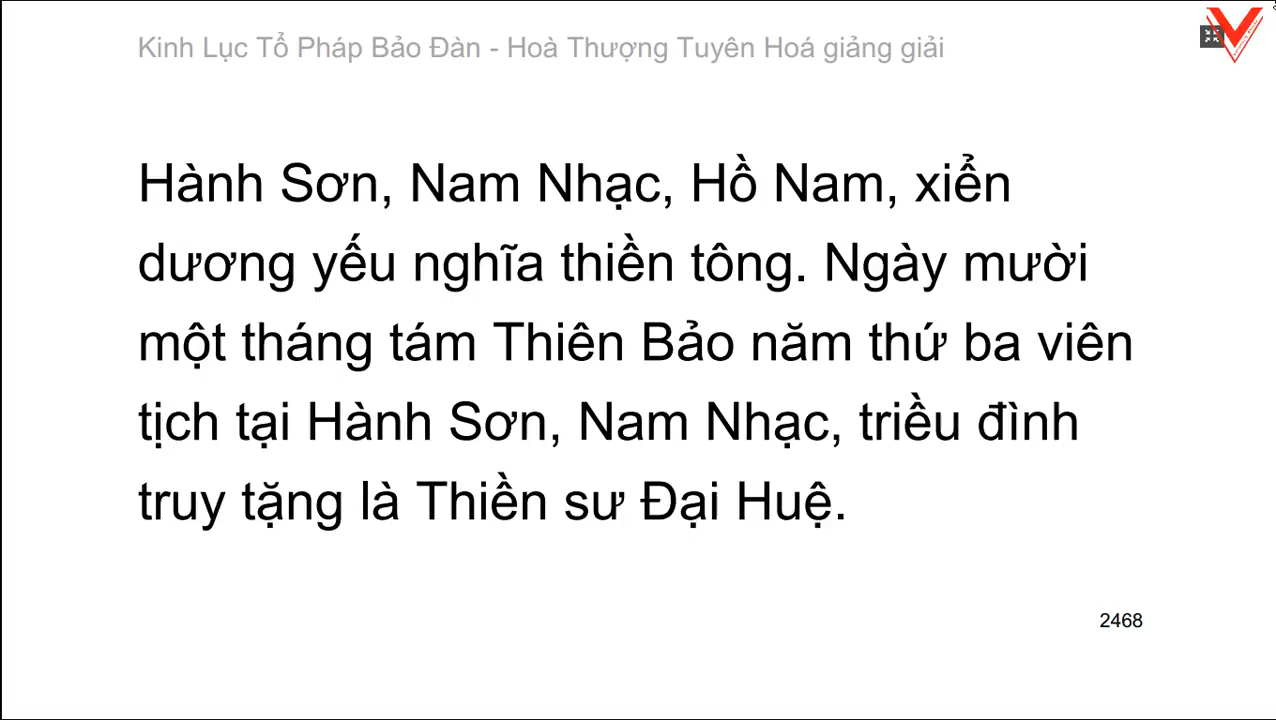 Kinh Lục Tổ Pháp Bảo Đàn - Hoà Thượng Tuyên Hoá giảng giải
Hành Sơn, Nam Nhạc, Hồ Nam, xiển
dương yếu nghĩa thiền tông. Ngày mười
một tháng tám Thiên Bảo năm thứ ba viên
tịch tại Hành Sơn, Nam Nhạc, triều đình
truy tặng là Thiền sư Đại Huệ.
2468